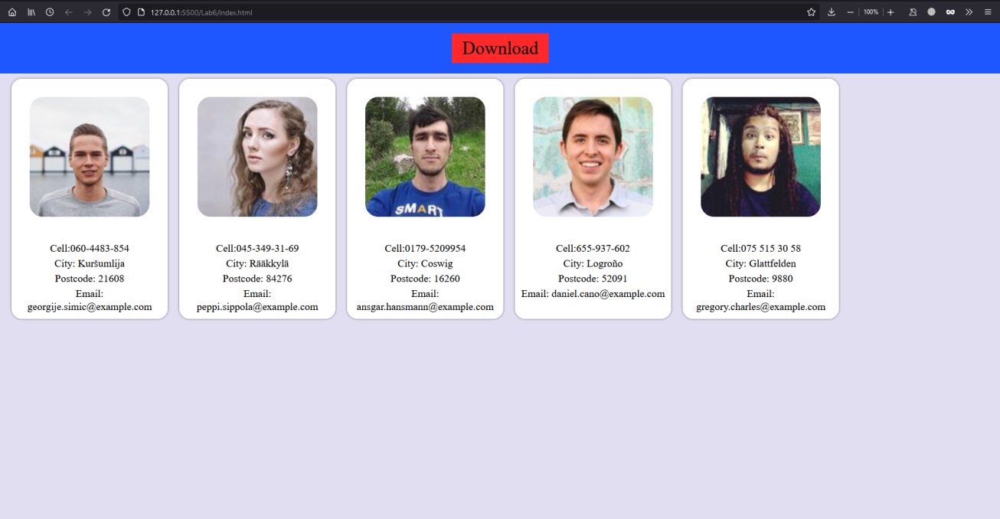 127.0.0.1:5500/Lab6/index.html
100%
Download
SMART
Cell:060-4483-854
City: Kuršumlija
Postcode: 21608
Email:
georgije.simic@example.com
Cell:045-349-31-69
City: Rääkkylä
Postcode: 84276
Email:
peppi.sippola@example.com
Cell:0179-5209954
City: Coswig
Postcode: 16260
Email:
ansgar.hansmann@example.com
Cell:655-937-602
City: Logroño
Postcode: 52091
Email: daniel.cano@example.com
Cell:075 515 30 58
City: Glattfelden
Postcode: 9880
Email:
gregory.charles@example.com